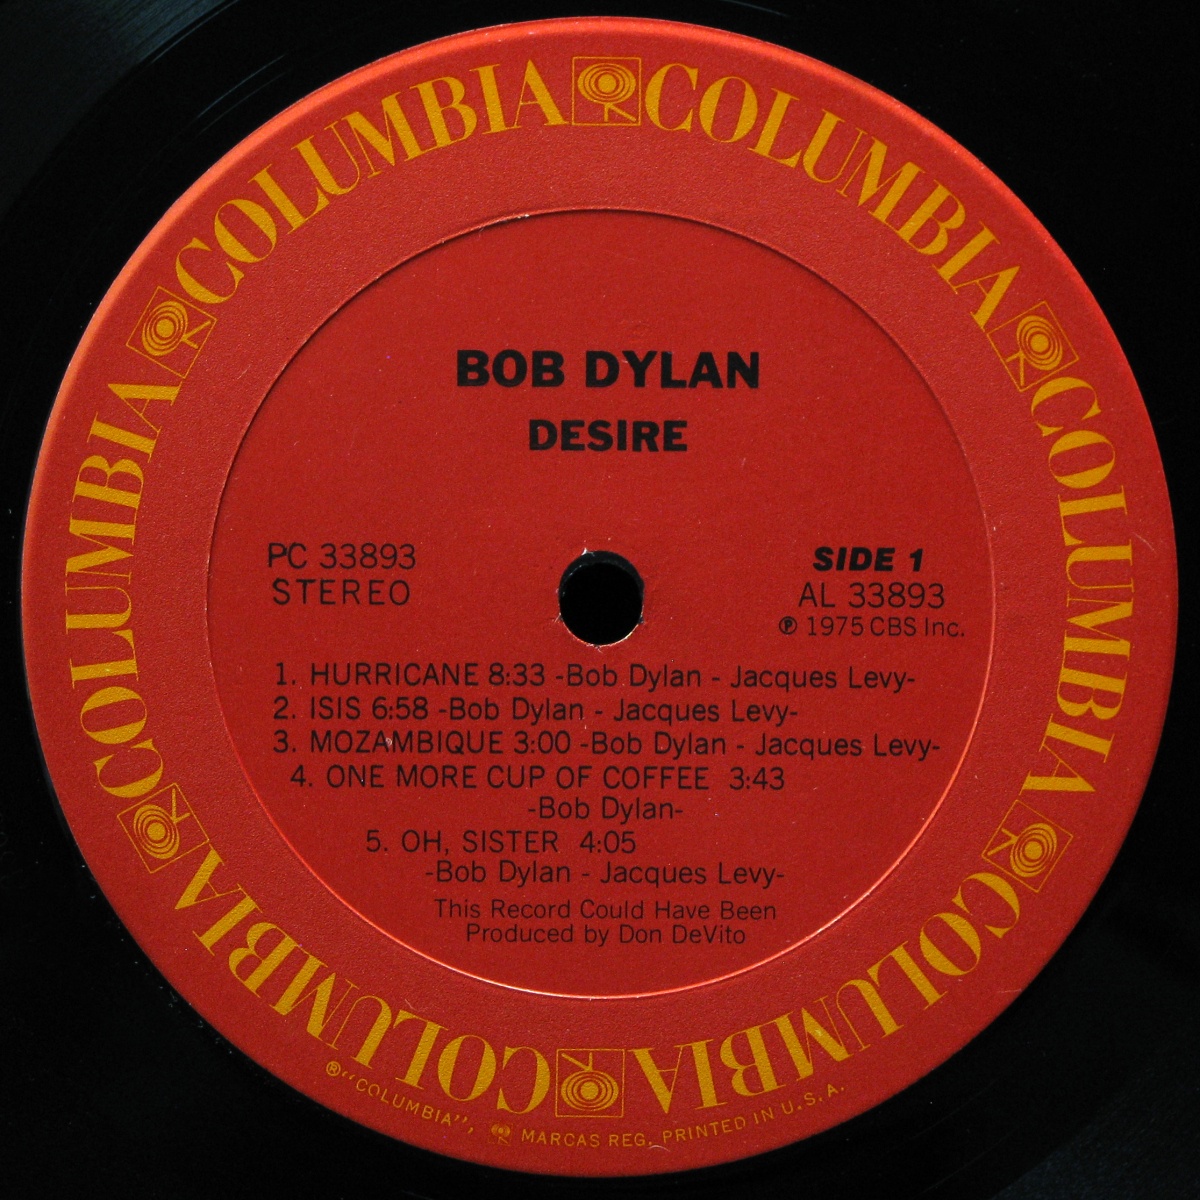 COLUMBIA COLUMBIA COLUMBIA COLUMBIA COLUMBIA COLUMBIA
BOB DYLAN
DESIRE
PC 33893
STEREO
SIDE 1
AL 33893
℗ 1975 CBS Inc.
1. HURRICANE 8:33 -Bob Dylan - Jacques Levy-
2. ISIS 6:58 -Bob Dylan - Jacques Levy-
3. MOZAMBIQUE 3:00 -Bob Dylan - Jacques Levy-
4. ONE MORE CUP OF COFFEE 3:43
-Bob Dylan-
5. OH, SISTER 4:05
-Bob Dylan - Jacques Levy-
This Record Could Have Been
Produced by Don DeVito
®"COLUMBIA", MARCAS REG. PRINTED IN U.S.A.